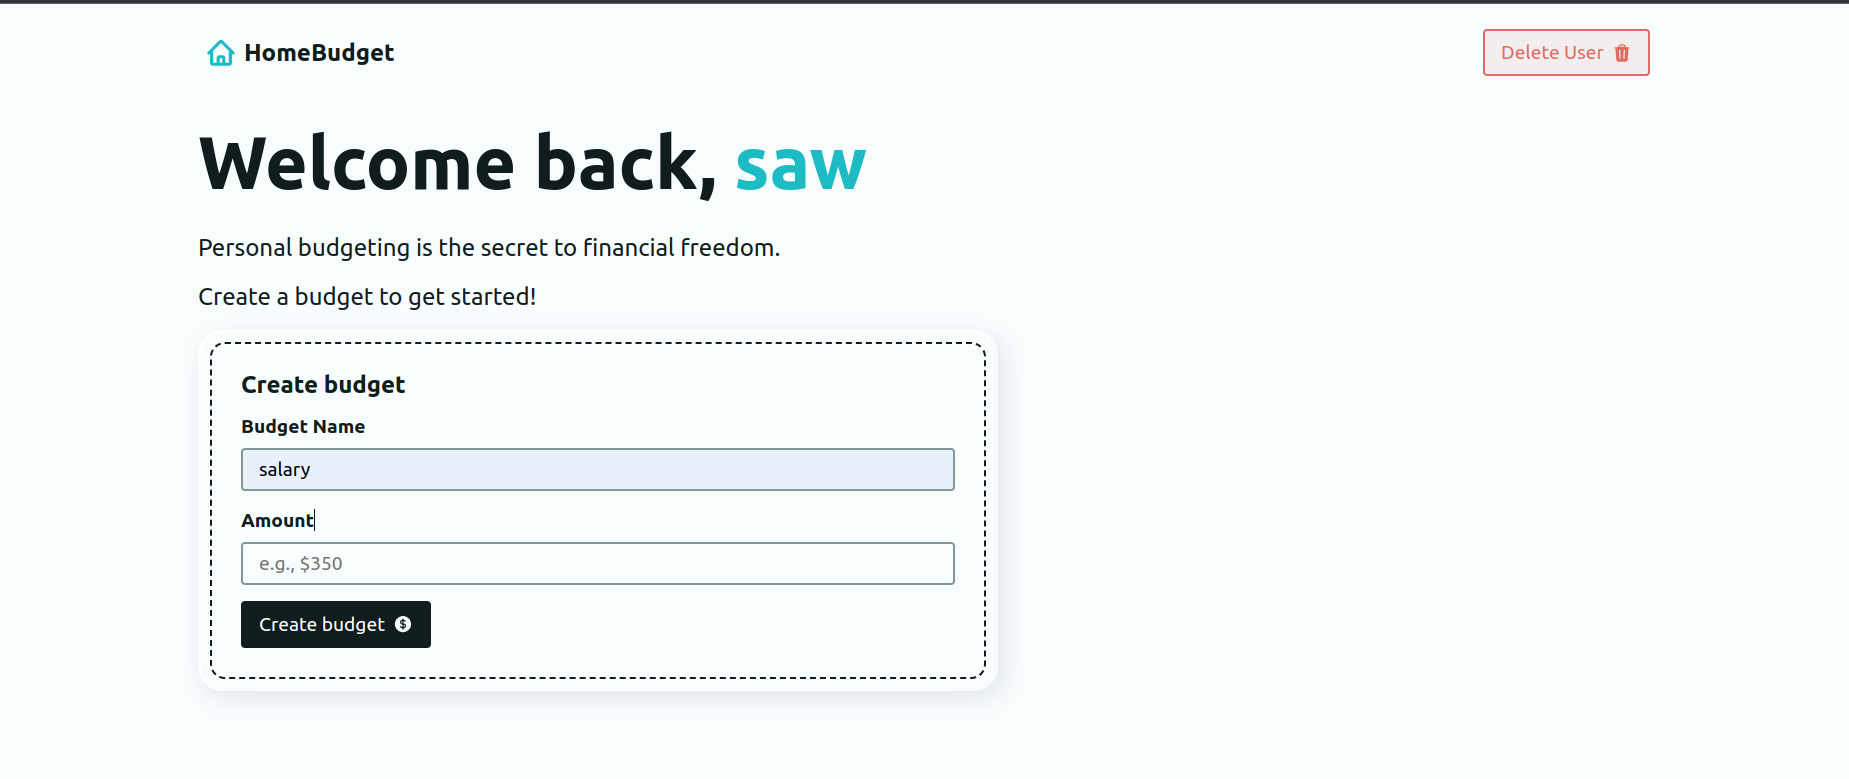 HomeBudget
Delete User
Welcome back, saw
Personal budgeting is the secret to financial freedom.
Create a budget to get started!
Create budget
Budget Name
salary
Amount
e.g., $350
Create budget $